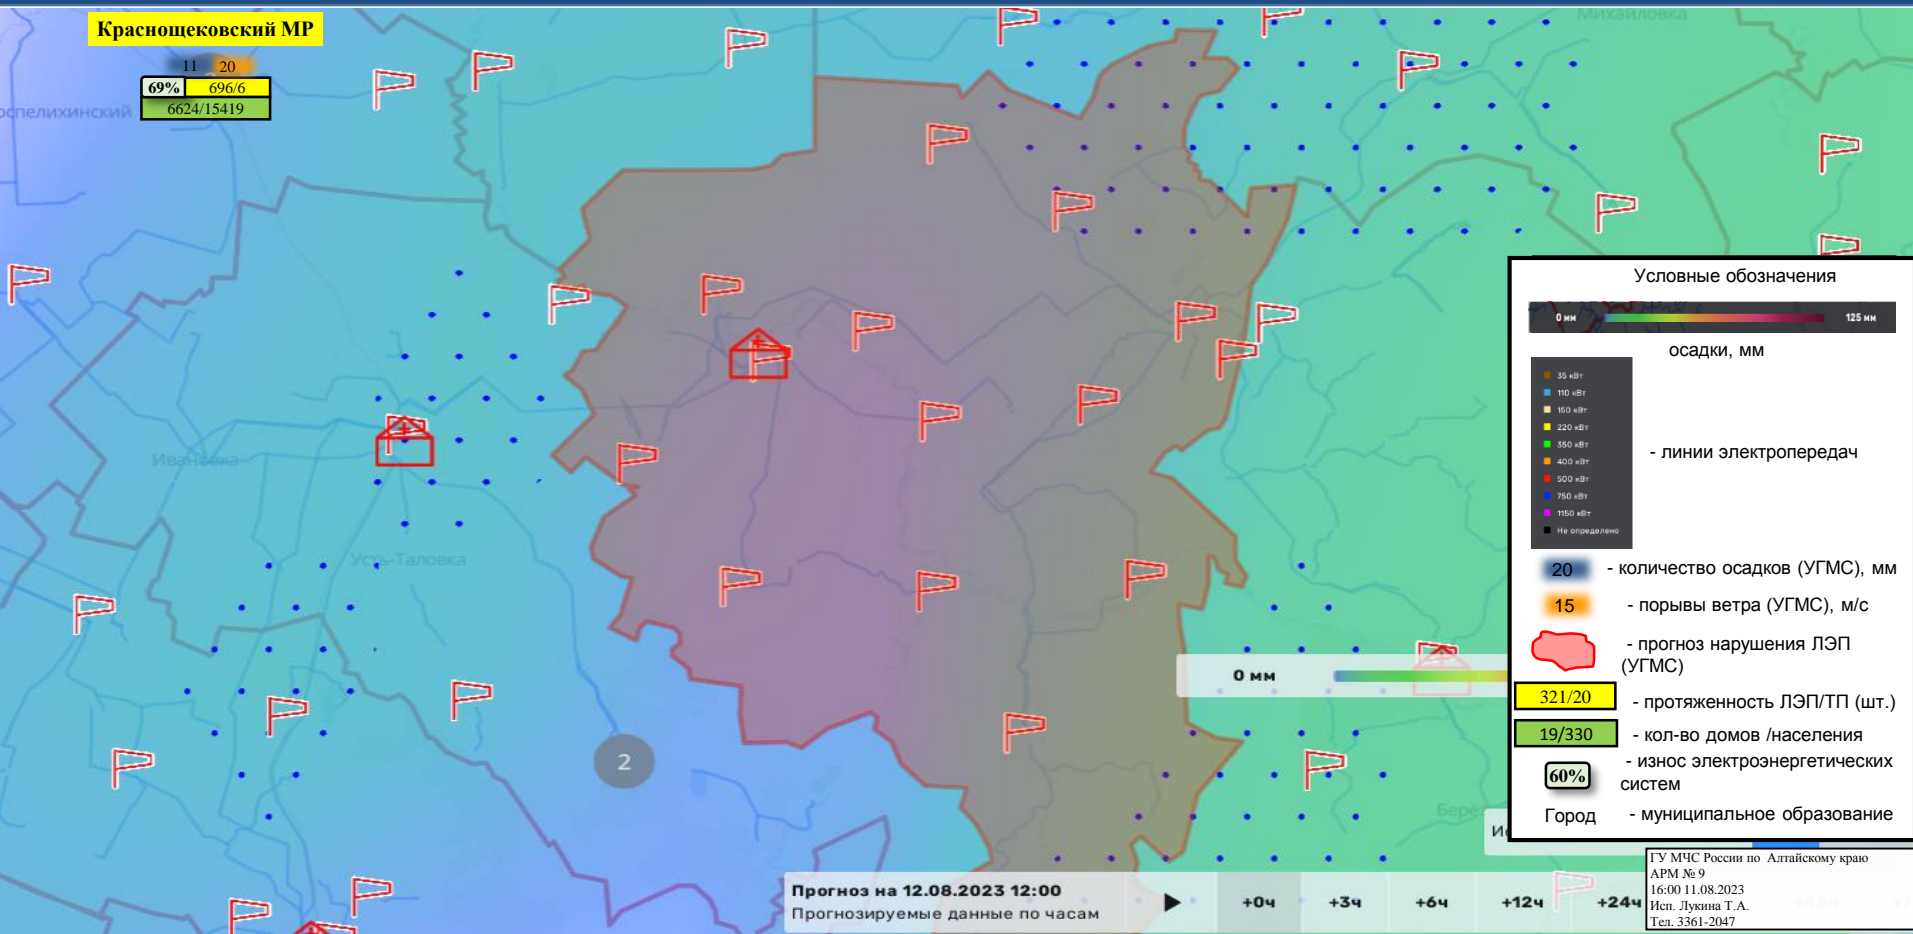 Краснощековский МР
11 20
69% 696/6
6624/15419
Михайловка
оспелихинский
Ивановка
Усть-Таловка
2
0 мм
Берёз
Прогноз на 12.08.2023 12:00
Прогнозируемые данные по часам
+0ч +3ч +6ч +12ч +24ч
Условные обозначения
0 мм 125 мм
осадки, мм
35 кВт
110 кВт
150 кВт
220 кВт
350 кВт
400 кВт
500 кВт
750 кВт
1150 кВт
Не определено
- линии электропередач
20 - количество осадков (УГМС), мм
15 - порывы ветра (УГМС), м/с
- прогноз нарушения ЛЭП
(УГМС)
321/20 - протяженность ЛЭП/ТП (шт.)
19/330 - кол-во домов /населения
60% - износ электроэнергетических
систем
Город - муниципальное образование
ГУ МЧС России по Алтайскому краю
АРМ № 9
16:00 11.08.2023
Исп. Лукина Т.А.
Тел. 3361-2047